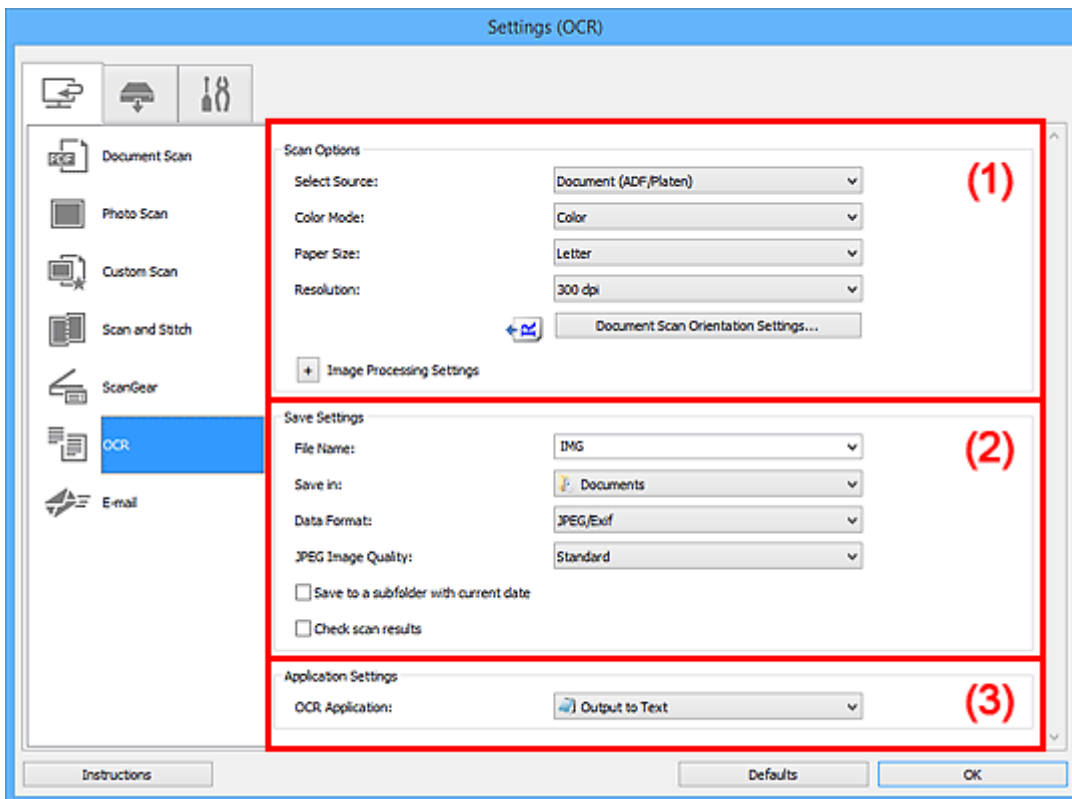 Settings (OCR)
Document Scan
Photo Scan
Custom Scan
Scan and Stitch
ScanGear
OCR
E-mail
Scan Options
(1)
Select Source: Document (ADF/Platen)
Color Mode: Color
Paper Size: Letter
Resolution: 300 dpi
Document Scan Orientation Settings...
+ Image Processing Settings
Save Settings
(2)
File Name: IMG
Save in: Documents
Data Format: JPEG/Exif
JPEG Image Quality: Standard
Save to a subfolder with current date
Check scan results
Application Settings
(3)
OCR Application: Output to Text
Instructions Defaults OK